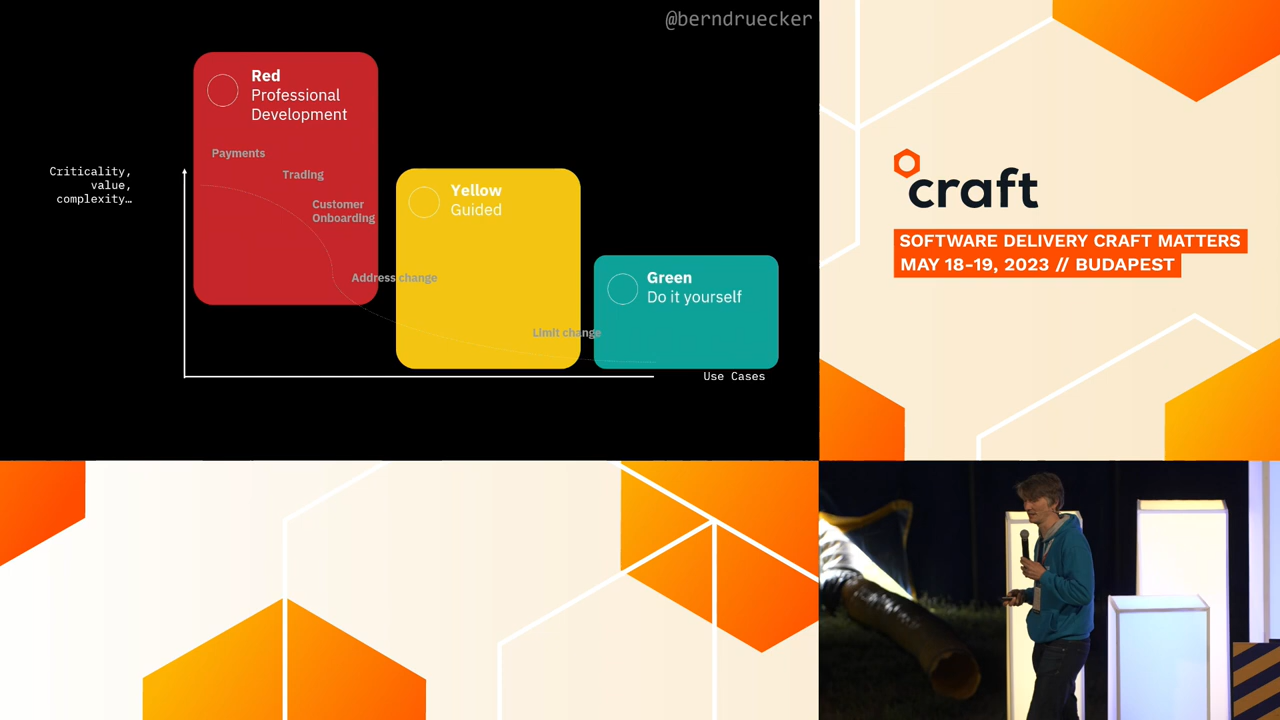 @berndruecker
Red
Professional
Development
Payments
Trading
Customer
Onboarding
Address change
Criticality,
value,
complexity…
Yellow
Guided
Limit change
Green
Do it yourself
Use Cases
craft
SOFTWARE DELIVERY CRAFT MATTERS
MAY 18-19, 2023 // BUDAPEST